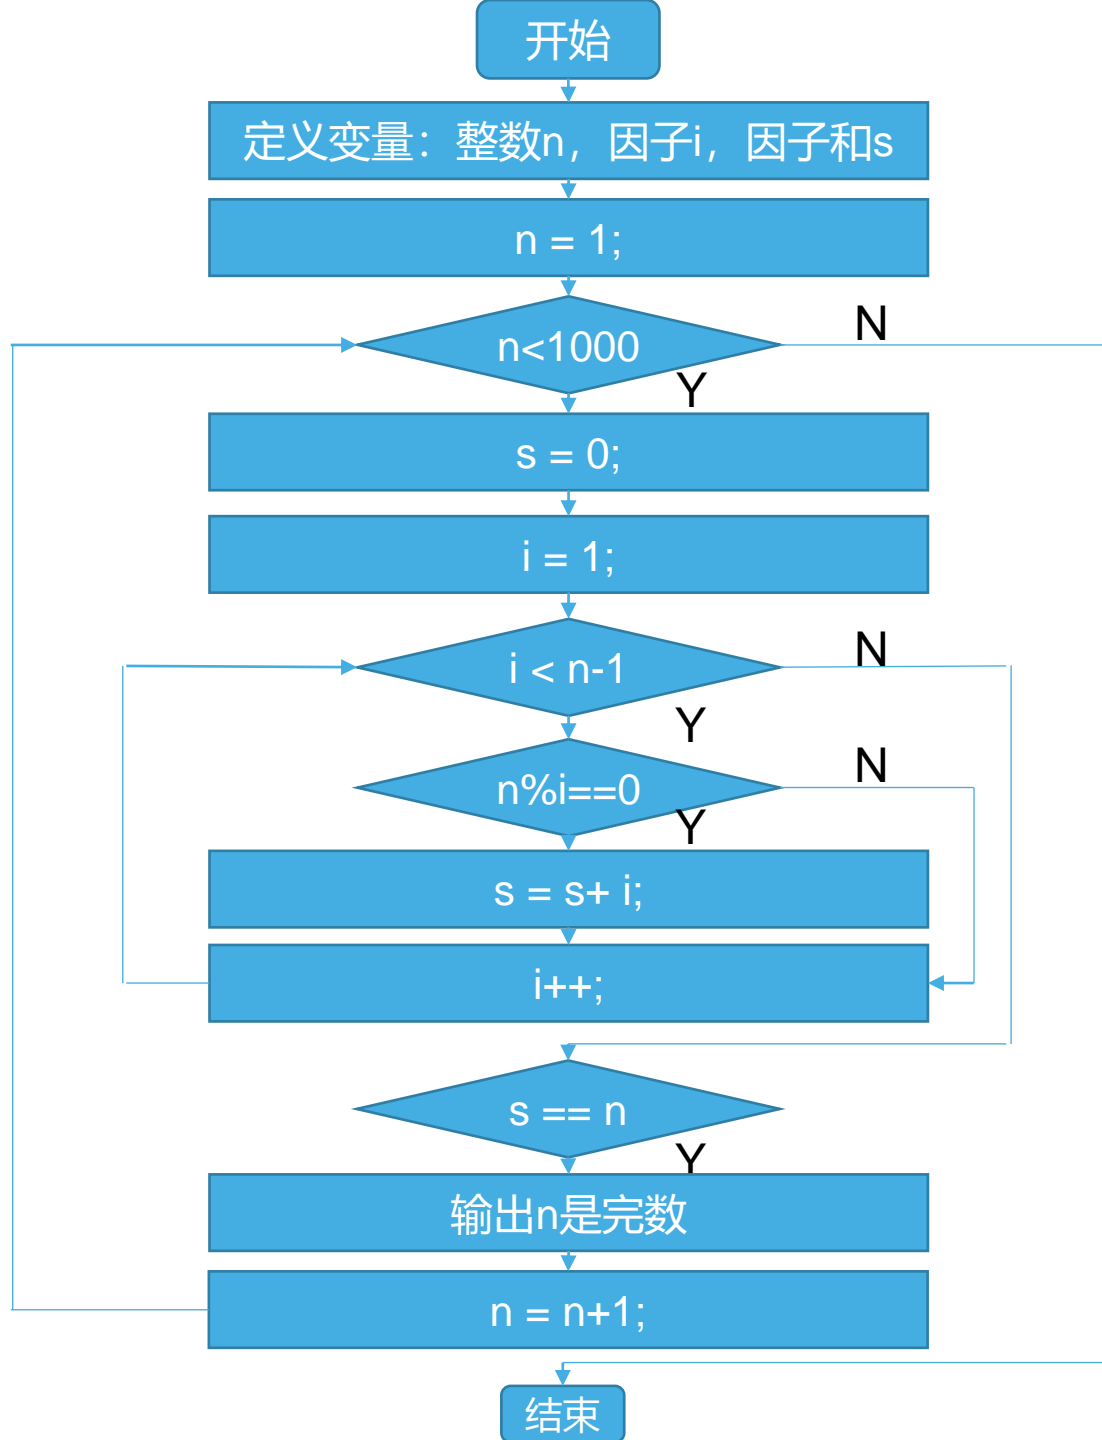 开始
定义变量：整数n，因子i，因子和s
n = 1;
n<1000
N
Y
s = 0;
i = 1;
i < n-1
N
Y
n%i==0
N
Y
s = s+ i;
i++;
s == n
Y
输出n是完数
n = n+1;
结束